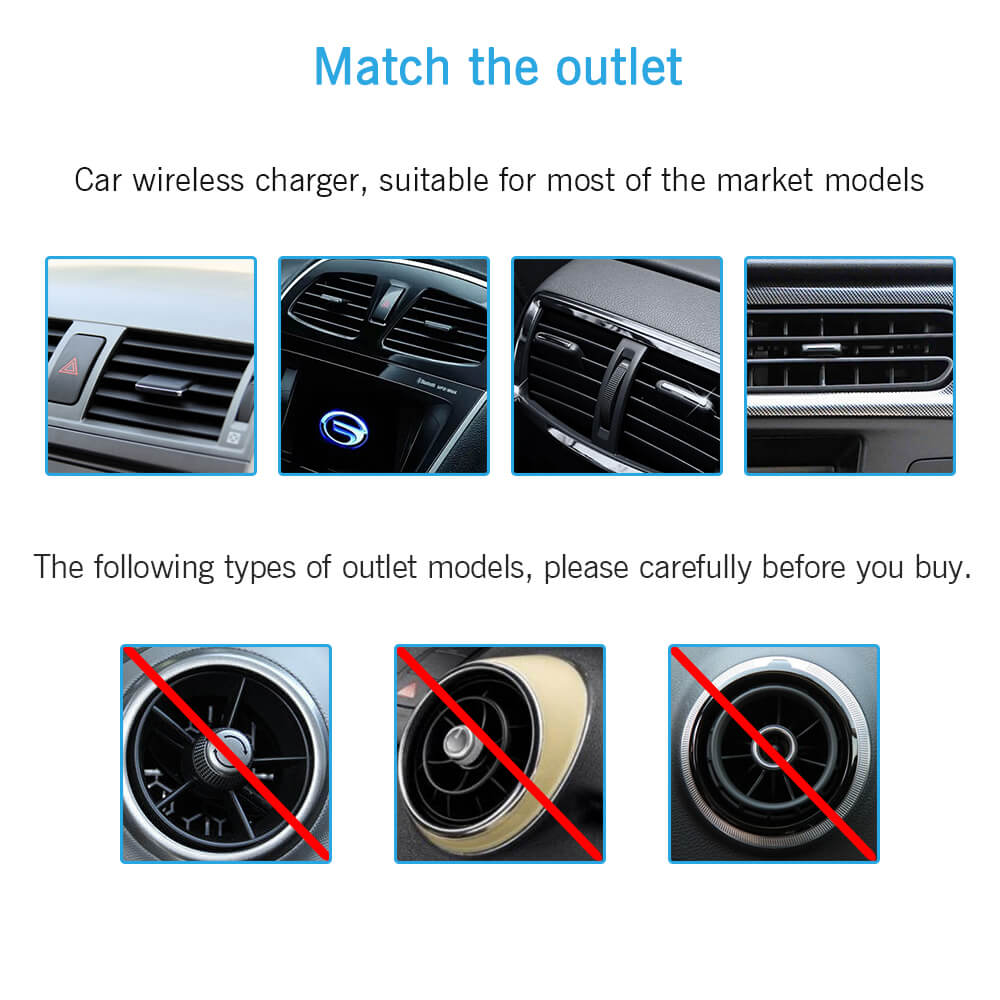 Match the outlet
Car wireless charger, suitable for most of the market models
Bluetooth
The following types of outlet models, please carefully before you buy.